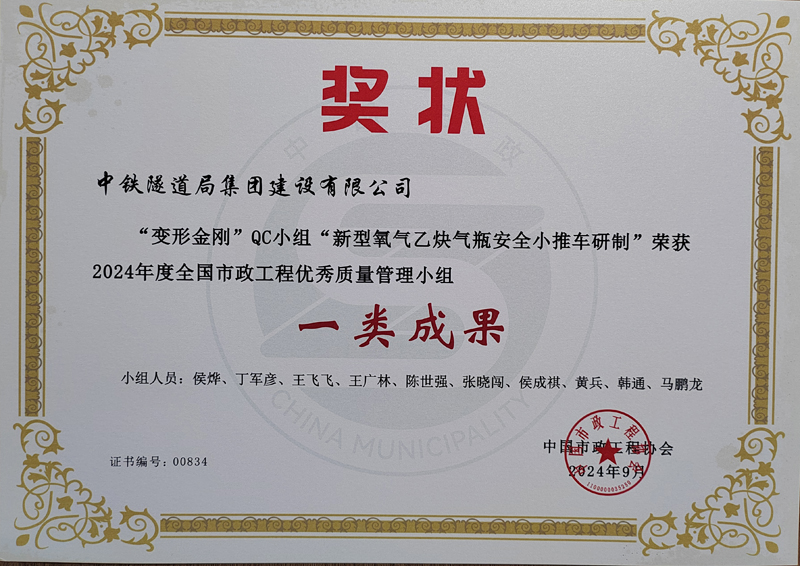 奖状
中铁隧道局集团建设有限公司
“变形金刚”QC小组“新型氧气乙炔气瓶安全小推车研制”荣获
2024年度全国市政工程优秀质量管理小组
一类成果
小组人员：侯烨、丁军彦、王飞飞、王广林、陈世强、张晓闯、侯成祺、黄兵、韩通、马鹏龙
CHINA MUNICIPALITY
证书编号：00834
中国市政工程协会
2024年9月